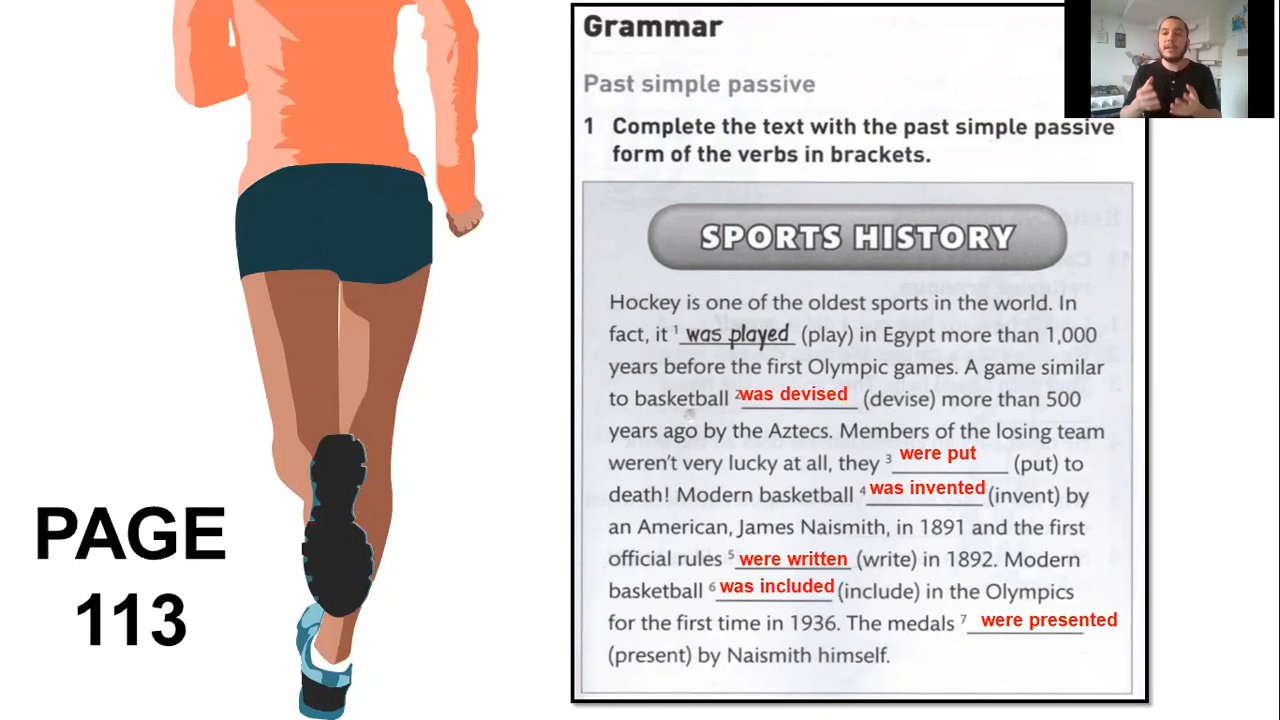 Grammar
Past simple passive
1 Complete the text with the past simple passive
form of the verbs in brackets.
SPORTS HISTORY
Hockey is one of the oldest sports in the world. In
fact, it ¹ was played (play) in Egypt more than 1,000
years before the first Olympic games. A game similar
to basketball ² was devised (devise) more than 500
years ago by the Aztecs. Members of the losing team
weren't very lucky at all, they ³ were put (put) to
death! Modern basketball ⁴ was invented (invent) by
an American, James Naismith, in 1891 and the first
official rules ⁵ were written (write) in 1892. Modern
basketball ⁶ was included (include) in the Olympics
for the first time in 1936. The medals ⁷ were presented
(present) by Naismith himself.
PAGE
113